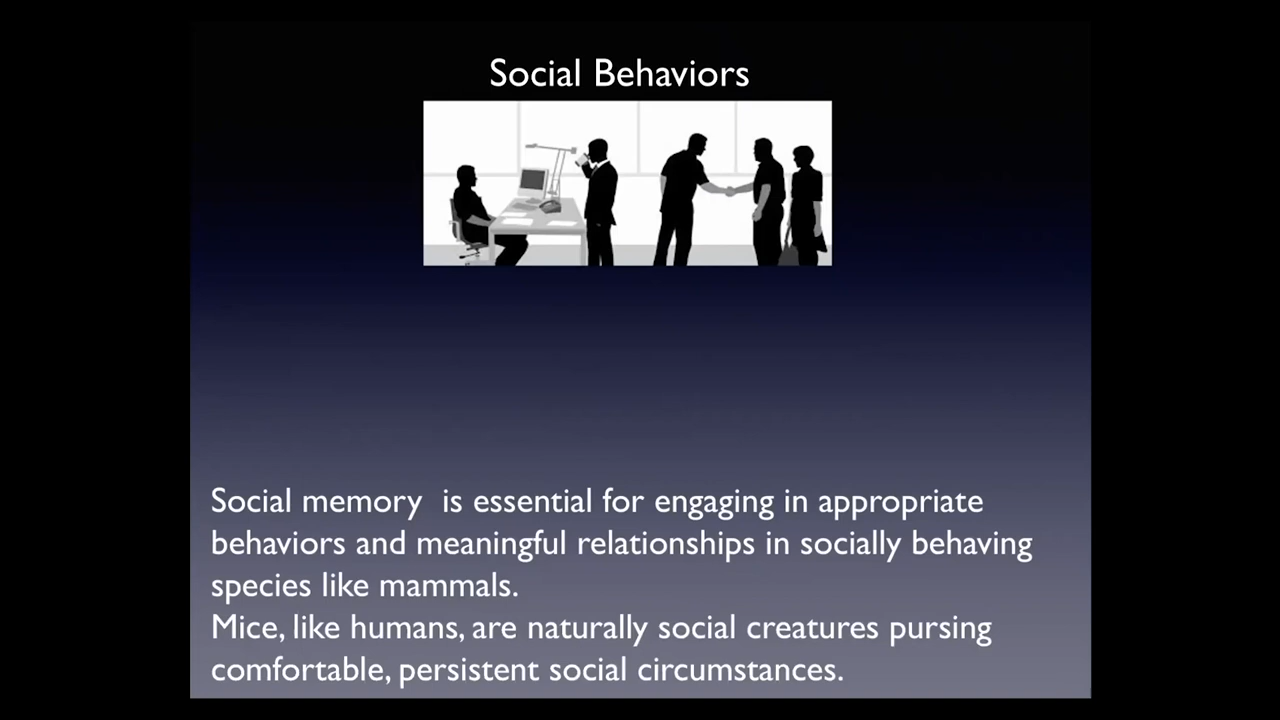 Social Behaviors
Social memory  is essential for engaging in appropriate
behaviors and meaningful relationships in socially behaving
species like mammals.
Mice, like humans, are naturally social creatures pursing
comfortable, persistent social circumstances.